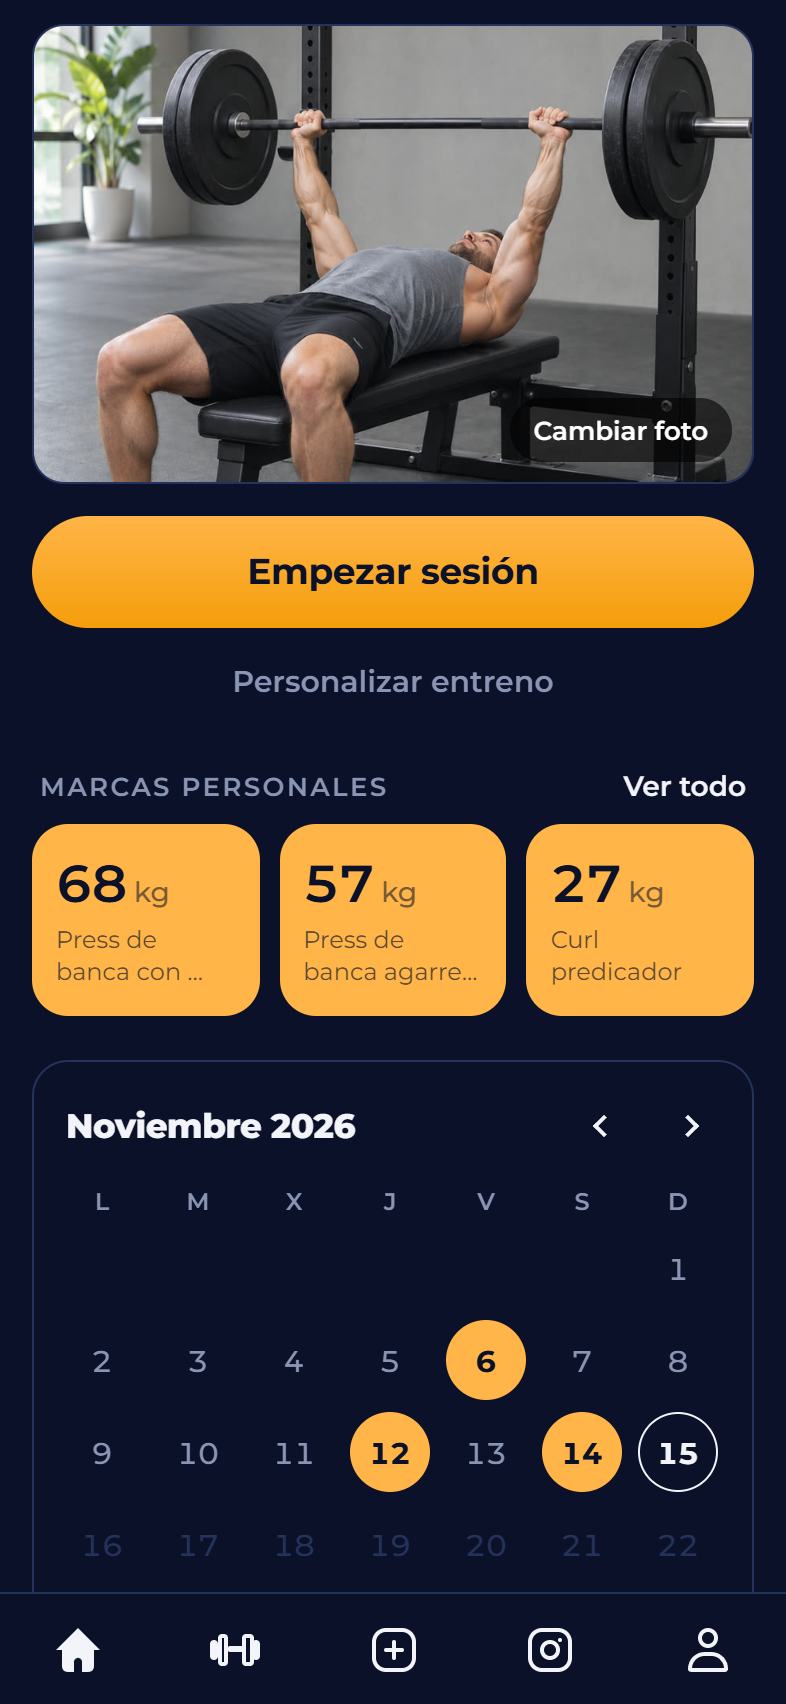 Cambiar foto
Empezar sesión
Personalizar entreno
MARCAS PERSONALES Ver todo
68 kg 57 kg 27 kg
Press de Press de Curl
banca con ... banca agarre... predicador
Noviembre 2026
L M X J V S D
1
2 3 4 5 6 7 8
9 10 11 12 13 14 15
16 17 18 19 20 21 22